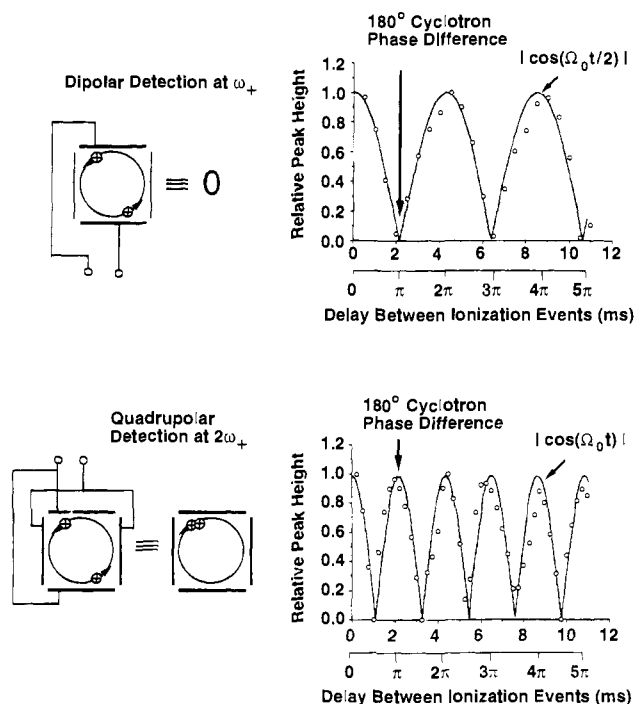 180° Cyclotron
Phase Difference
| cos(Ω₀t/2) |
Dipolar Detection at ω₊
≡ 0
Relative Peak Height
1.0
0.8
0.6
0.4
0.2
0.0
0 2 4 6 8 10 12
0 π 2π 3π 4π 5π
Delay Between Ionization Events (ms)
180° Cyclotron
Phase Difference
| cos(Ω₀t) |
Quadrupolar
Detection at 2ω₊
≡
Relative Peak Height
1.2
1.0
0.8
0.6
0.4
0.2
0.0
0 2 4 6 8 10 12
0 π 2π 3π 4π 5π
Delay Between Ionization Events (ms)